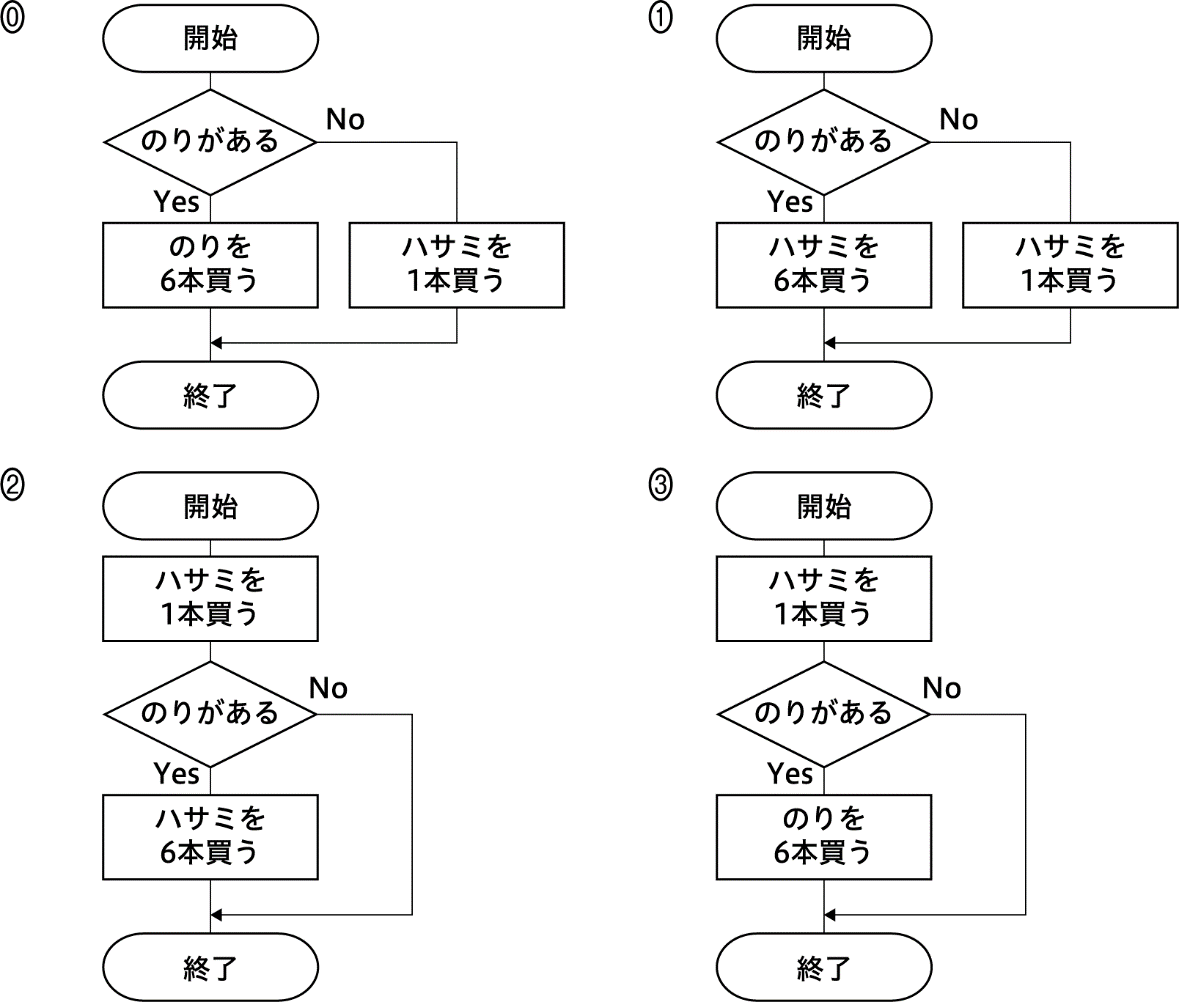 ⓪
開始
のりがある
No
Yes
のりを
6本買う
ハサミを
1本買う
終了
①
開始
のりがある
No
Yes
ハサミを
6本買う
ハサミを
1本買う
終了
②
開始
ハサミを
1本買う
のりがある
No
Yes
ハサミを
6本買う
終了
③
開始
ハサミを
1本買う
のりがある
No
Yes
のりを
6本買う
終了